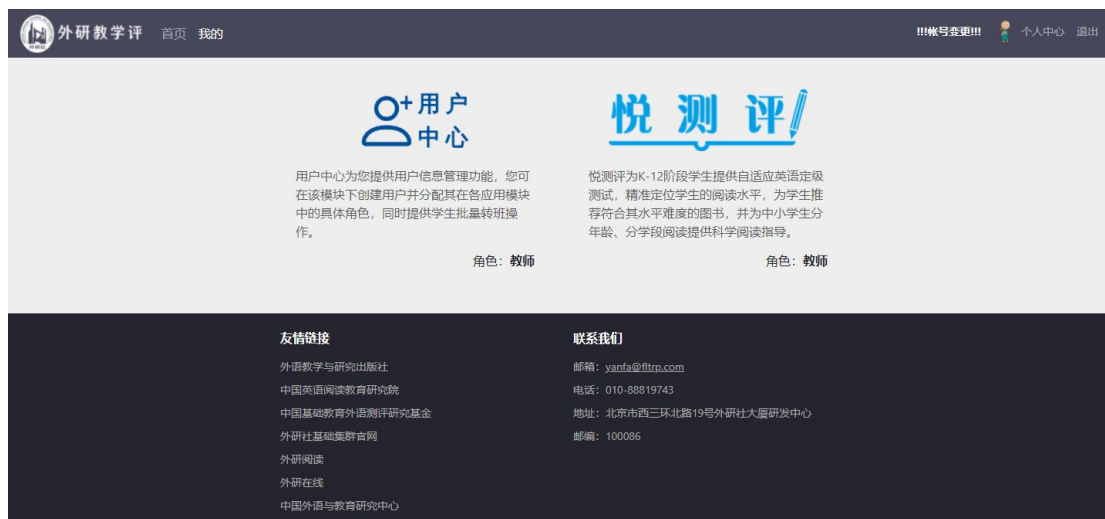 外研教学评 首页 我的 !!!帐号变更!!! 个人中心 退出
用户
中心
用户中心为您提供用户信息管理功能，您可
在该模块下创建用户并分配其在各应用模块
中的具体角色，同时提供学生批量转班操
作。
角色：教师
悦测评
悦测评为K-12阶段学生提供自适应英语定级
测试，精准定位学生的阅读水平，为学生推
荐符合其水平难度的图书，并为中小学生分
年龄、分学段阅读提供科学阅读指导。
角色：教师
友情链接
外语教学与研究出版社
中国英语阅读教育研究院
中国基础教育外语测评研究基金
外研社基础集群官网
外研阅读
外研在线
中国外语与教育研究中心
联系我们
邮箱：yanfa@fltrp.com
电话：010-88819743
地址：北京市西三环北路19号外研社大厦研发中心
邮编：100086